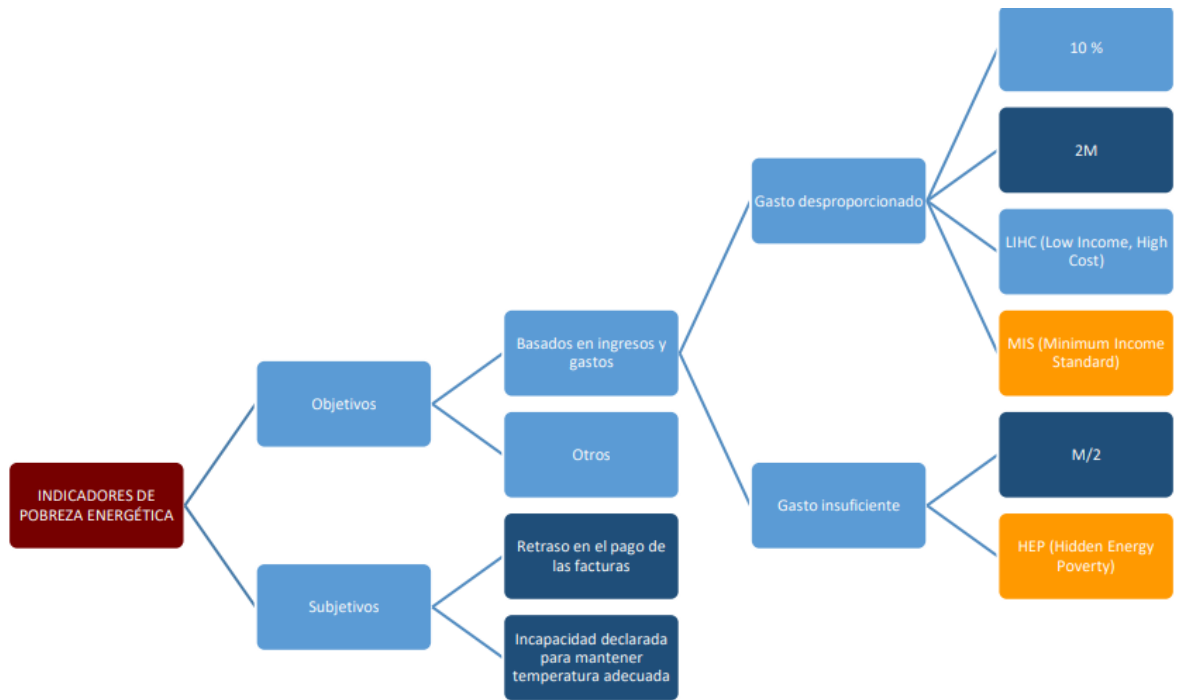 INDICADORES DE
POBREZA ENERGÉTICA
Objetivos
Subjetivos
Basados en ingresos y
gastos
Otros
Retraso en el pago de
las facturas
Incapacidad declarada
para mantener
temperatura adecuada
Gasto desproporcionado
Gasto insuficiente
10 %
2M
LIHC (Low Income, High
Cost)
MIS (Minimum Income
Standard)
M/2
HEP (Hidden Energy
Poverty)